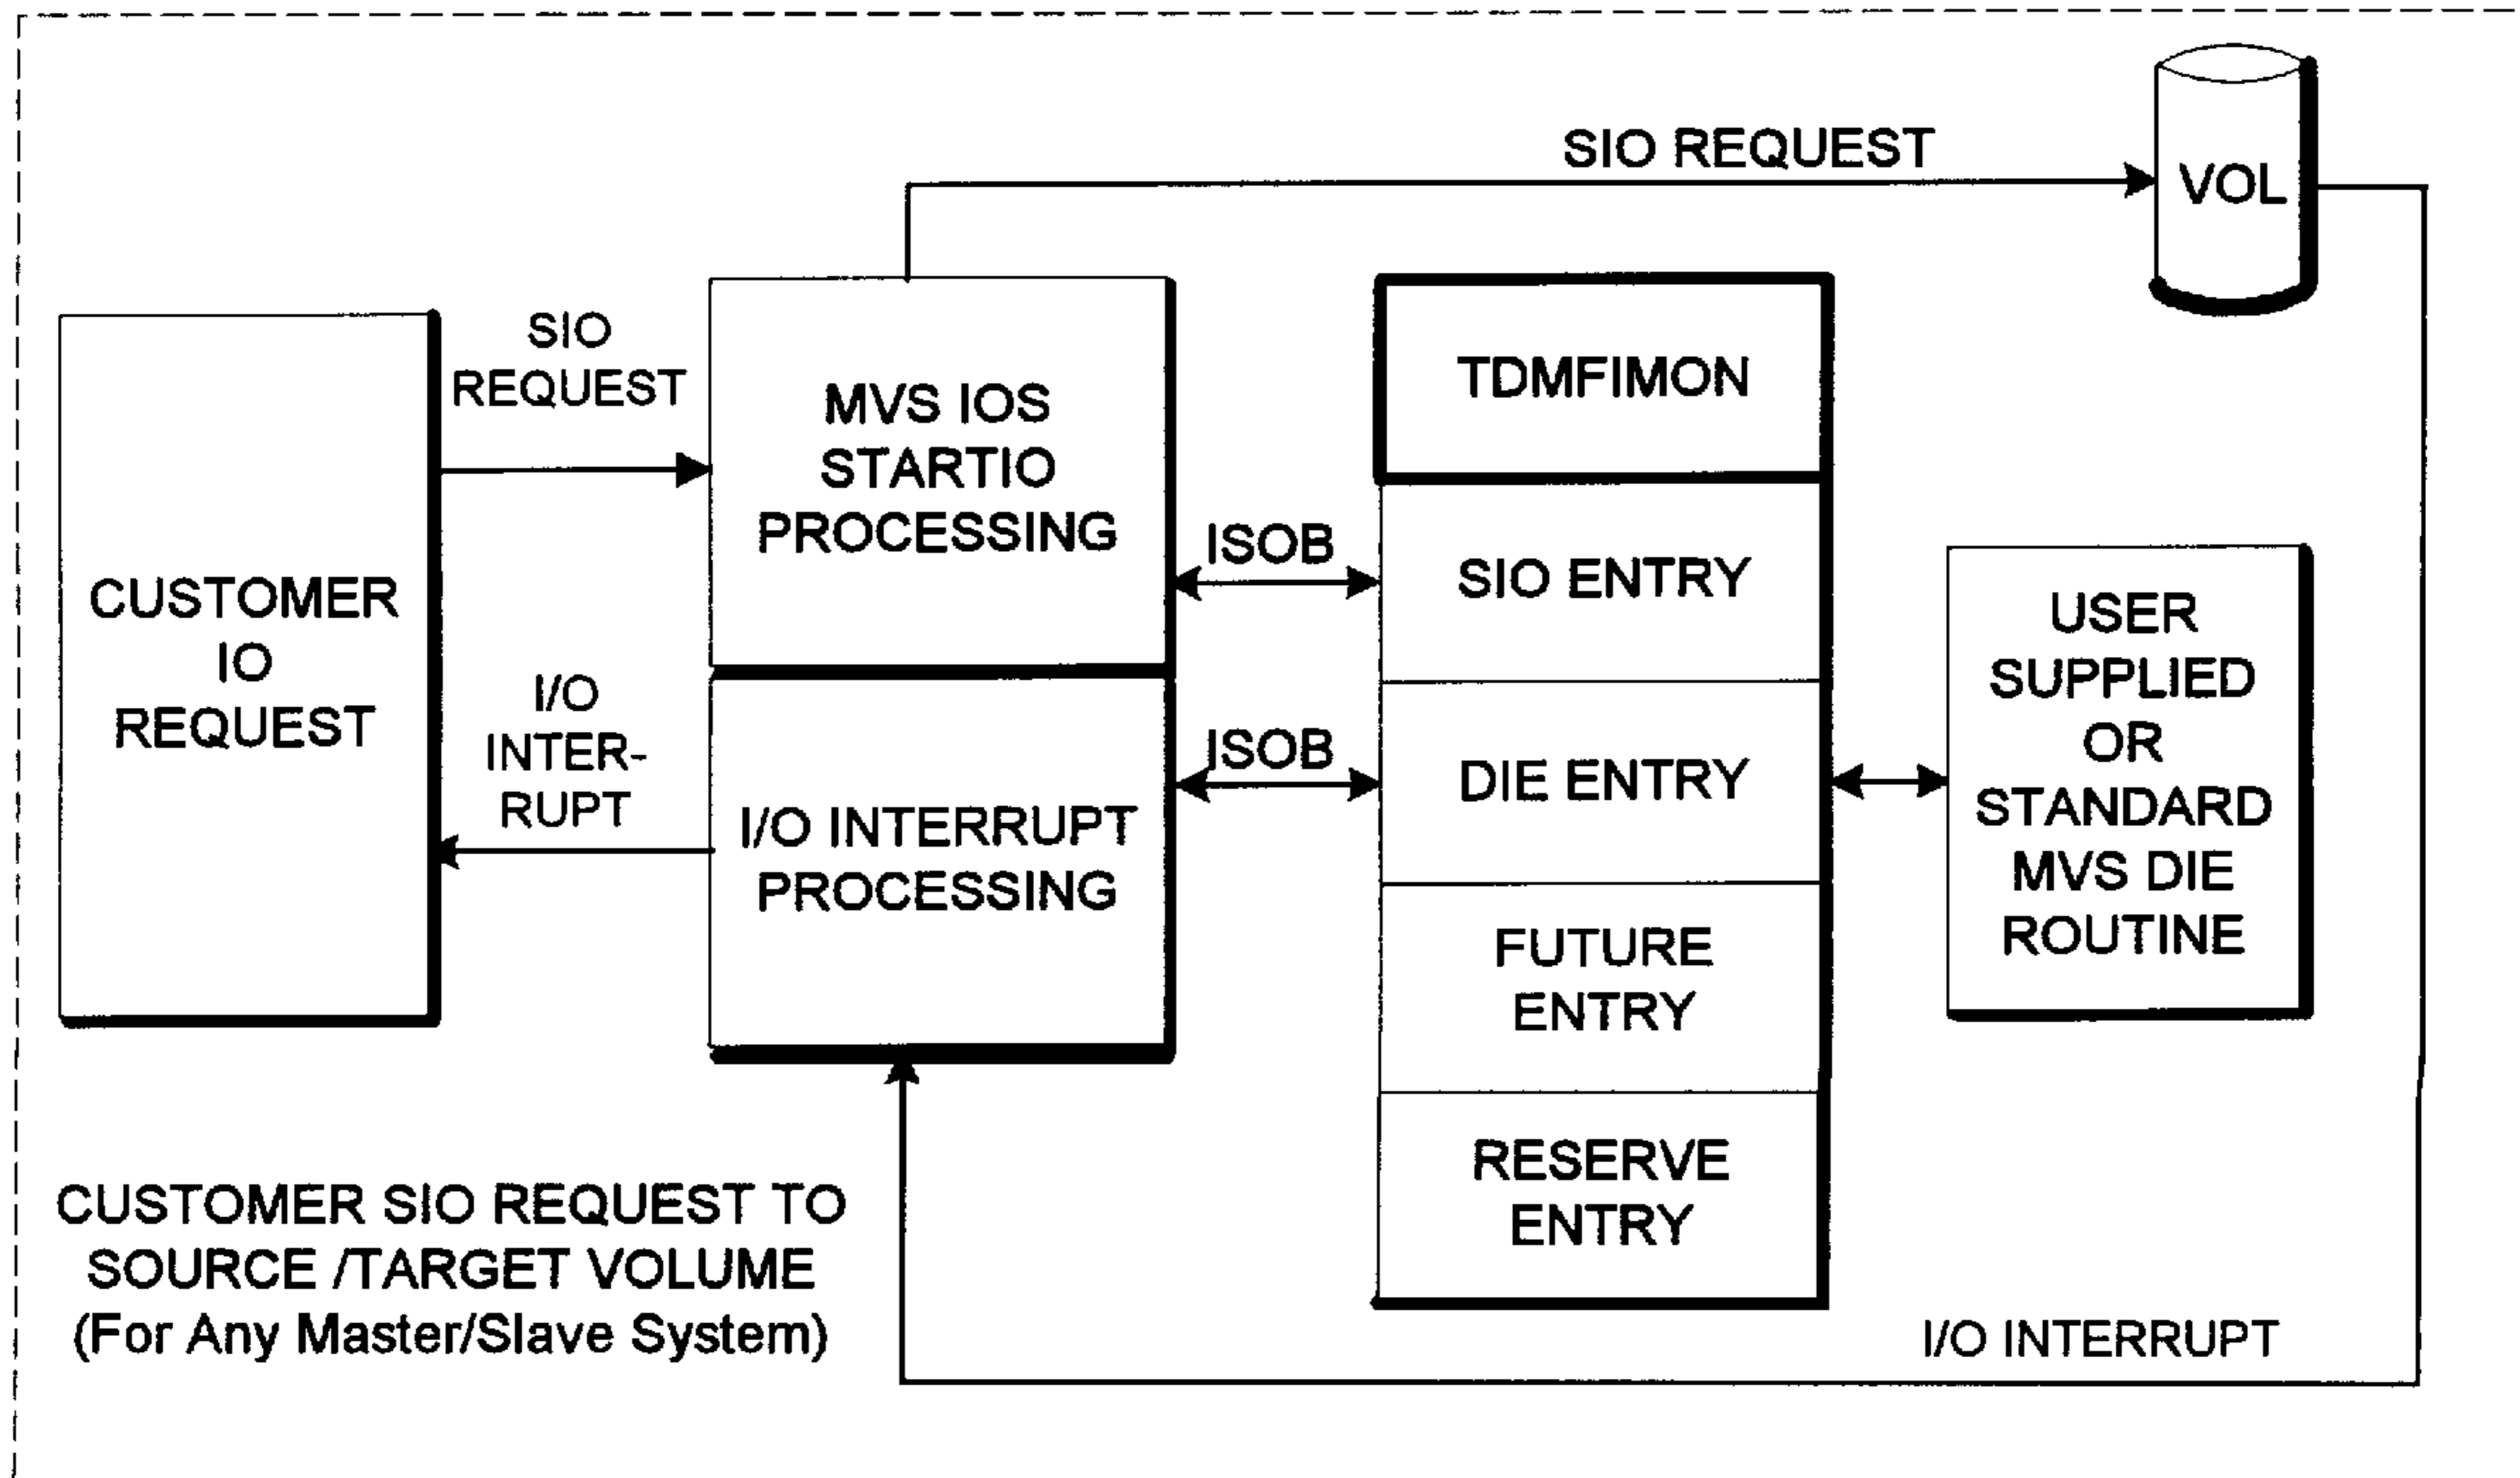 SIO REQUEST
VOL
CUSTOMER
IO
REQUEST
SIO
REQUEST
I/O
INTER-
RUPT
MVS IOS
STARTIO
PROCESSING
I/O INTERRUPT
PROCESSING
ISOB
ISOB
TDMFIMON
SIO ENTRY
DIE ENTRY
FUTURE
ENTRY
RESERVE
ENTRY
USER
SUPPLIED
OR
STANDARD
MVS DIE
ROUTINE
CUSTOMER SIO REQUEST TO
SOURCE /TARGET VOLUME
(For Any Master/Slave System)
I/O INTERRUPT